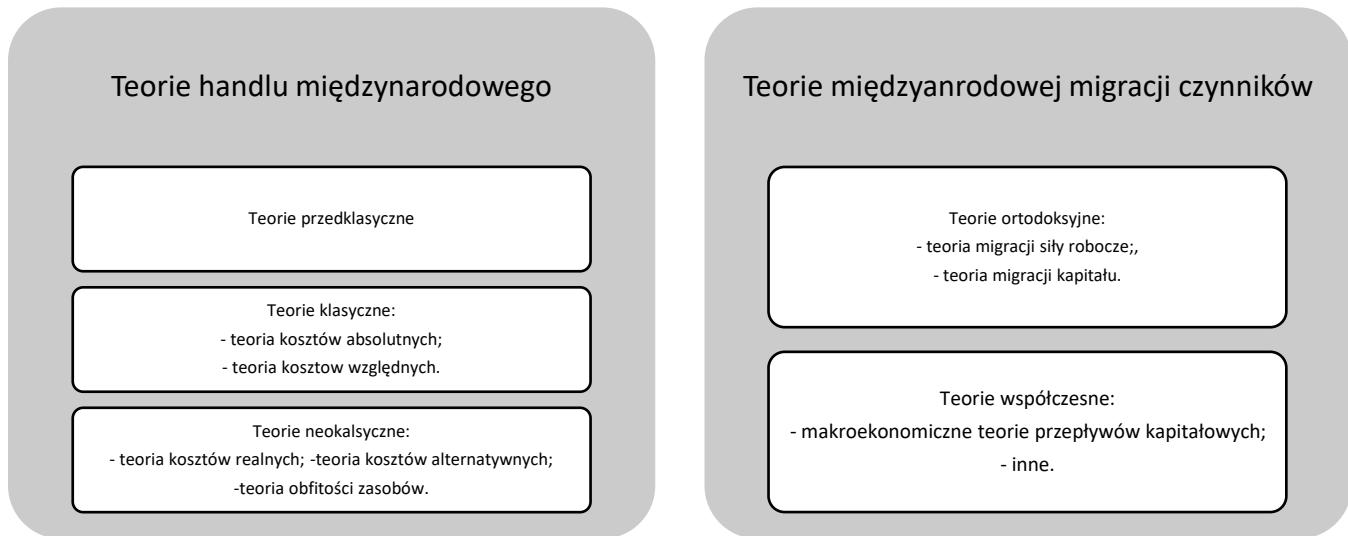 Teorie handlu międzynarodowego
Teorie przedklasyczne
Teorie klasyczne:
- teoria kosztów absolutnych;
- teoria kosztow względnych.
Teorie neokalsyczne:
- teoria kosztów realnych; -teoria kosztów alternatywnych;
-teoria obfitości zasobów.
Teorie międzyanrodowej migracji czynników
Teorie ortodoksyjne:
- teoria migracji siły robocze;,
- teoria migracji kapitału.
Teorie współczesne:
- makroekonomiczne teorie przepływów kapitałowych;
- inne.